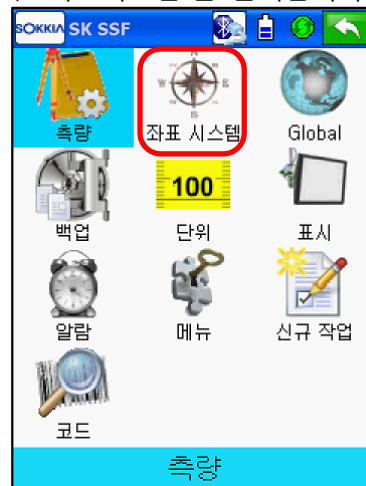 SOKKIA SK SSF
측량 좌표 시스템 Global
백업 100 단위 표시
알람 메뉴 신규 작업
코드
측량